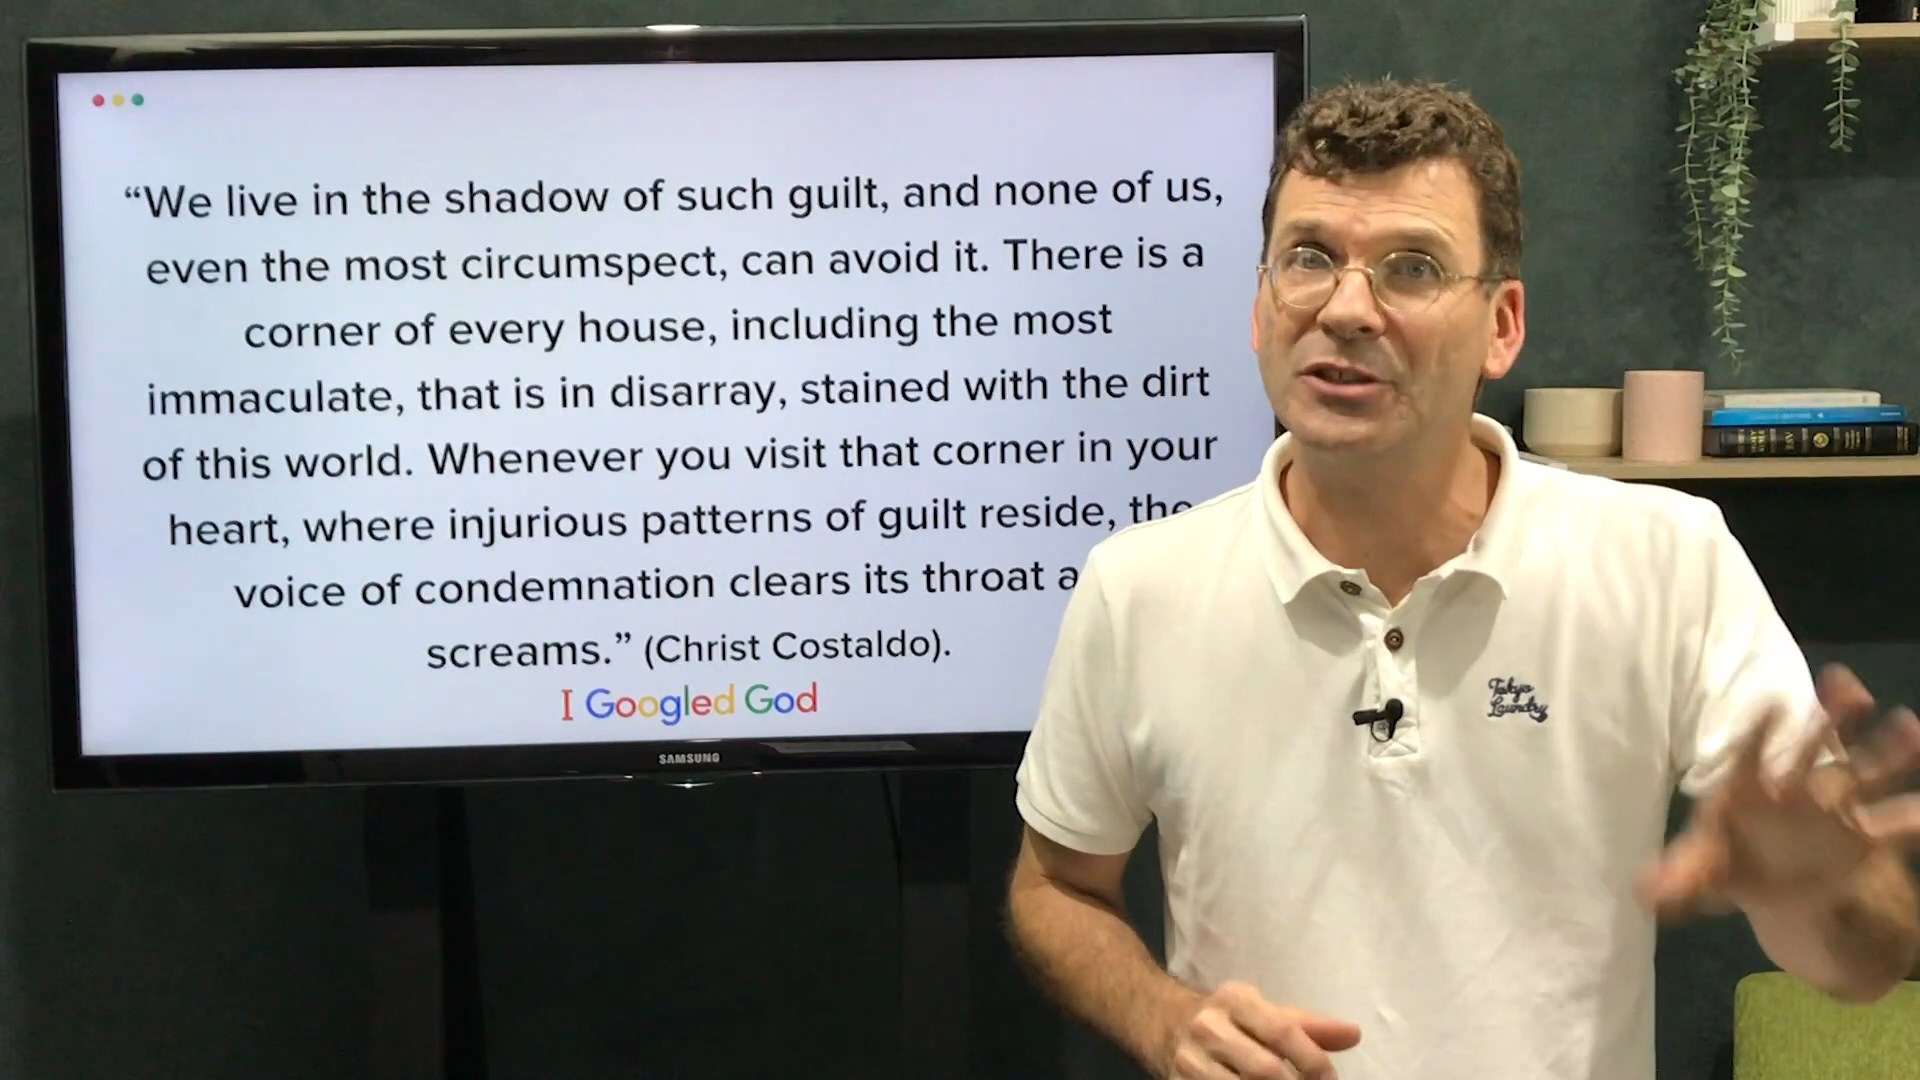 “We live in the shadow of such guilt, and none of us,
even the most circumspect, can avoid it. There is a
corner of every house, including the most
immaculate, that is in disarray, stained with the dirt
of this world. Whenever you visit that corner in your
heart, where injurious patterns of guilt reside, the
voice of condemnation clears its throat a
screams.” (Christ Costaldo).
I Googled God
SAMSUNG
Tokyo
Laundry